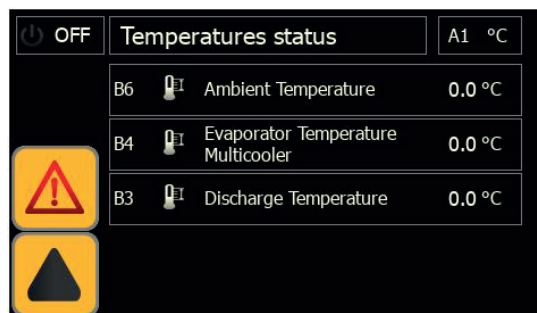 OFF Temperatures status A1 °C
B6 Ambient Temperature 0.0 °C
B4 Evaporator Temperature Multicooler 0.0 °C
B3 Discharge Temperature 0.0 °C